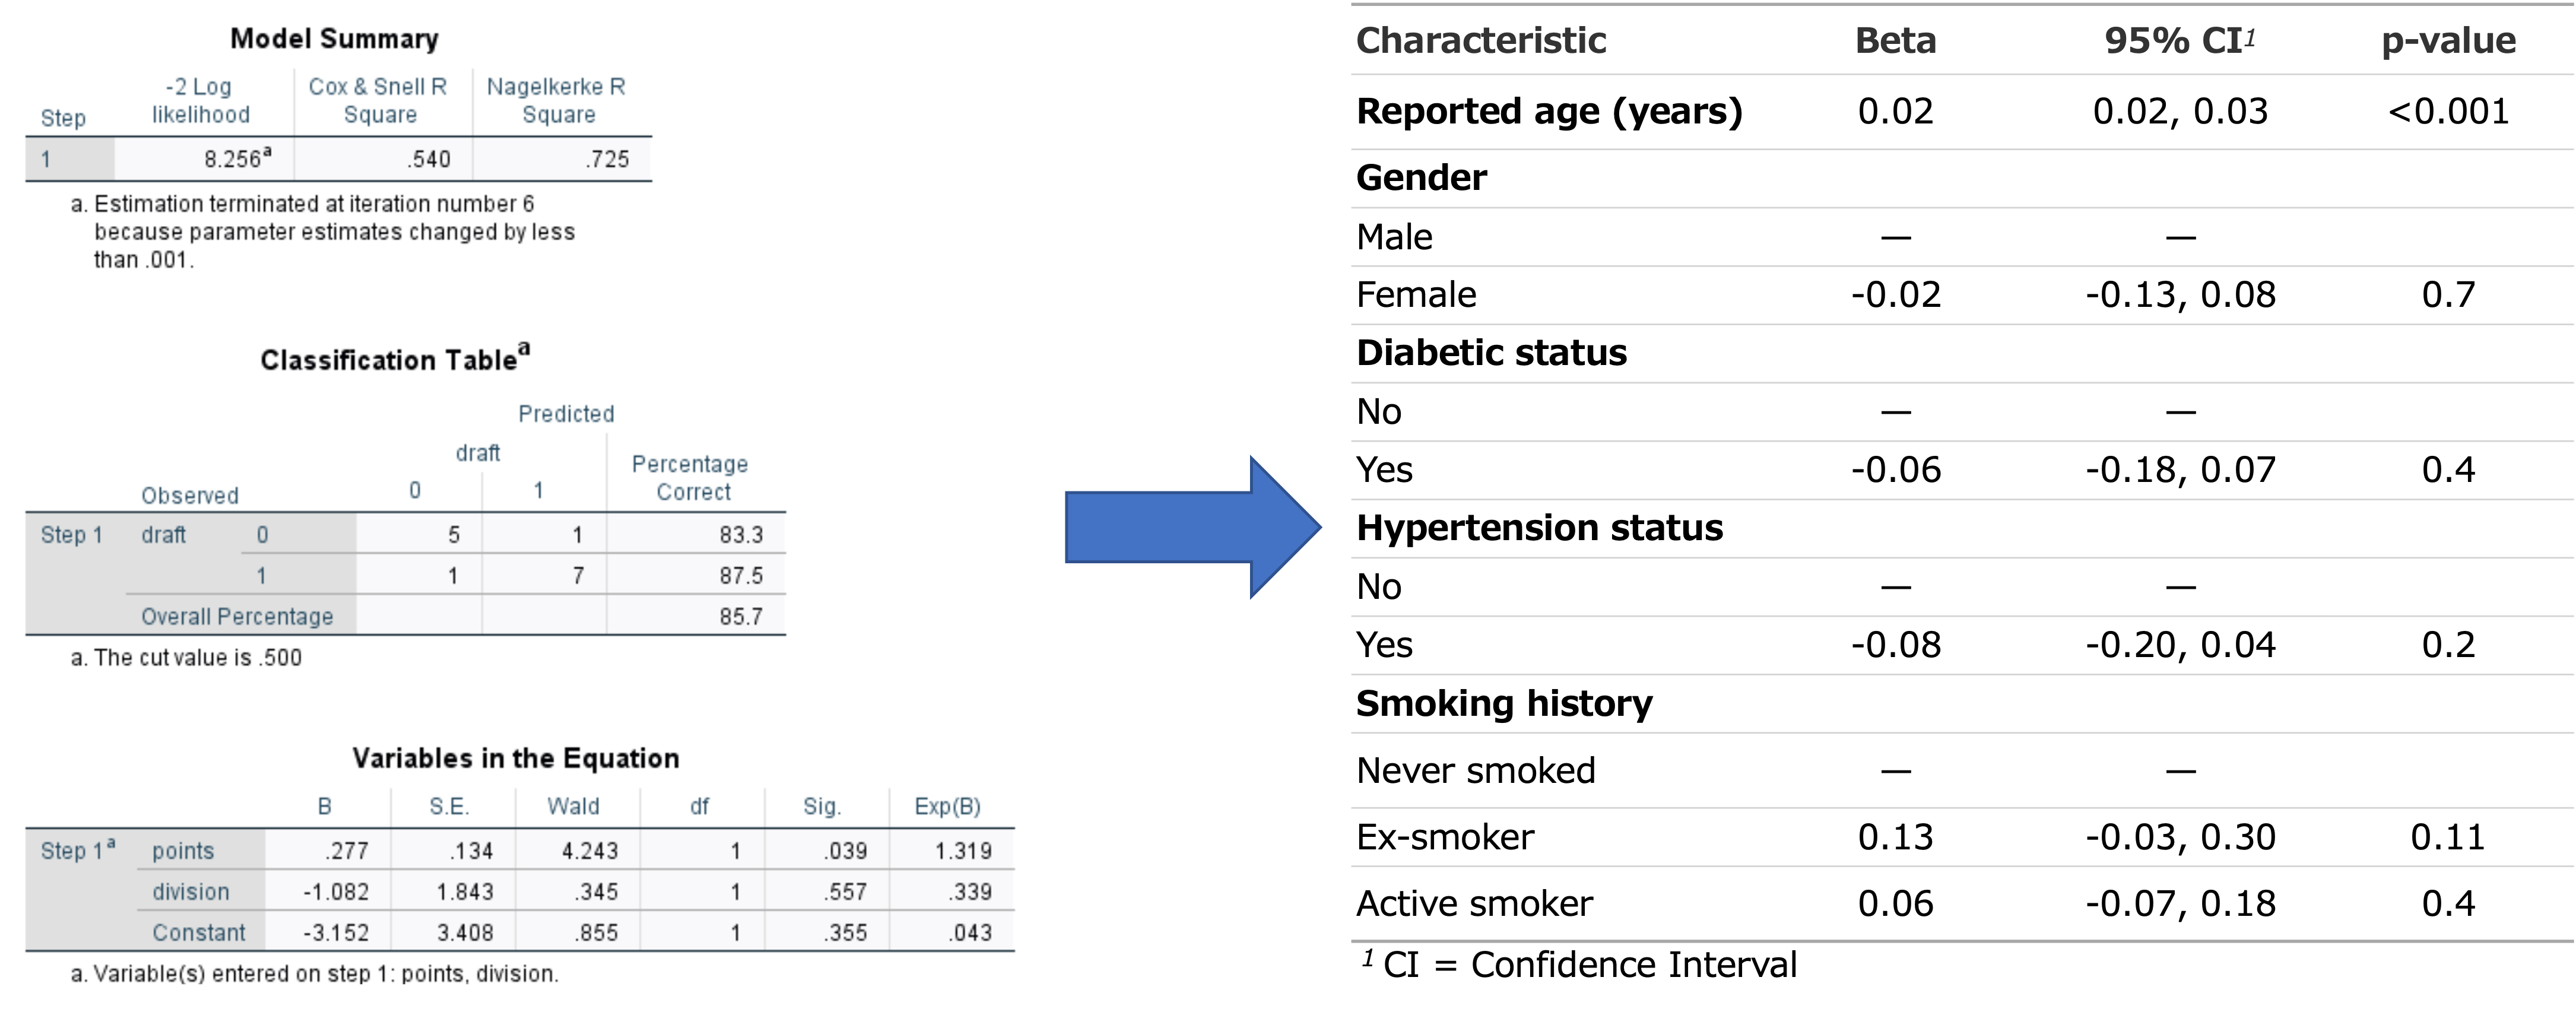 Model Summary
Step -2 Log likelihood Cox & Snell R Square Nagelkerke R Square
1 8.256a .540 .725
a. Estimation terminated at iteration number 6
because parameter estimates changed by less
than .001.
Classification Tablea
Predicted
draft Percentage Correct
Observed 0 1
Step 1 draft 0 5 1 83.3
1 1 7 87.5
Overall Percentage 85.7
a. The cut value is .500
Variables in the Equation
B S.E. Wald df Sig. Exp(B)
Step 1a points .277 .134 4.243 1 .039 1.319
division -1.082 1.843 .345 1 .557 .339
Constant -3.152 3.408 .855 1 .355 .043
a. Variable(s) entered on step 1: points, division.
Characteristic Beta 95% CI1 p-value
Reported age (years) 0.02 0.02, 0.03 <0.001
Gender
Male — —
Female -0.02 -0.13, 0.08 0.7
Diabetic status
No — —
Yes -0.06 -0.18, 0.07 0.4
Hypertension status
No — —
Yes -0.08 -0.20, 0.04 0.2
Smoking history
Never smoked — —
Ex-smoker 0.13 -0.03, 0.30 0.11
Active smoker 0.06 -0.07, 0.18 0.4
1 CI = Confidence Interval